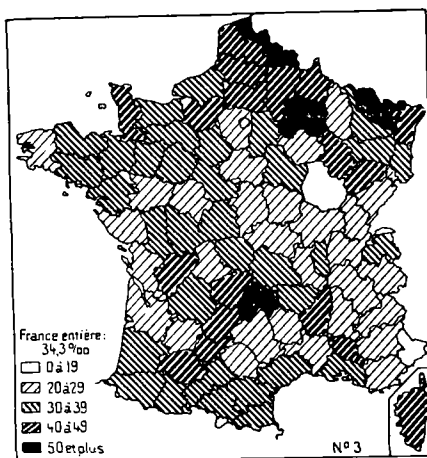 France entière:
34,3‰
0 à 19
20 à 29
30 à 39
40 à 49
50 et plus
N°3